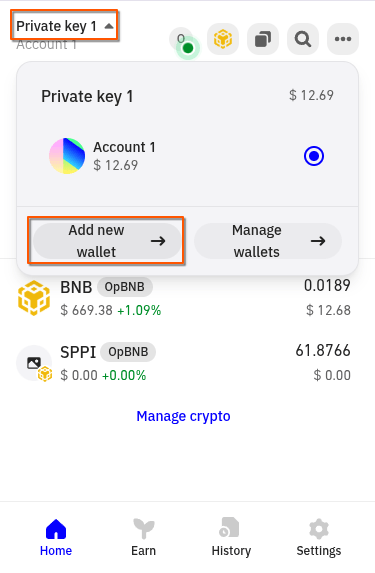 Private key 1
Account 1
0
Private key 1
$ 12.69
Account 1
$ 12.69
Add new
wallet
Manage
wallets
BNB OpBNB
0.0189
$ 669.38 +1.09%
$ 12.68
SPPI OpBNB
61.8766
$ 0.00 +0.00%
$ 0.00
Manage crypto
Home
Earn
History
Settings